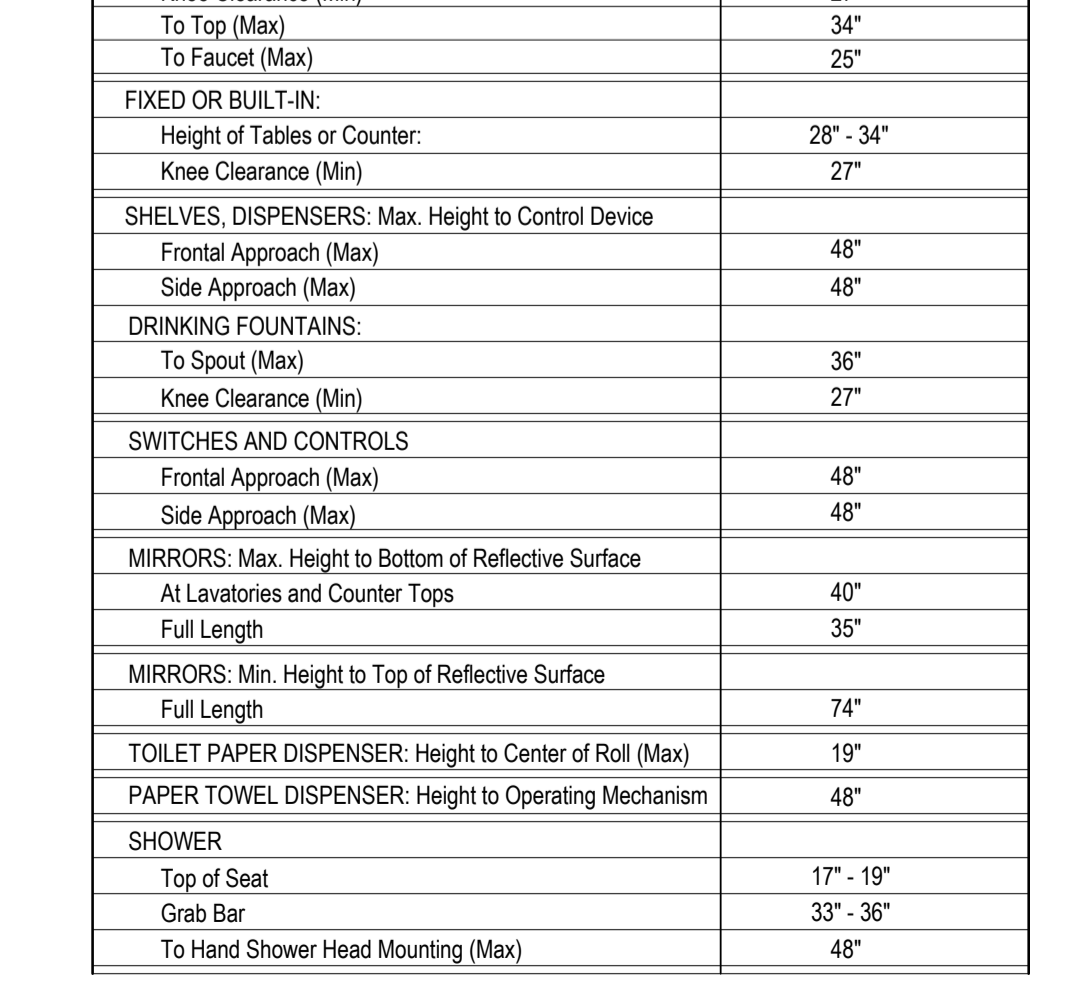 To Top (Max) 34"
To Faucet (Max) 25"
FIXED OR BUILT-IN:
Height of Tables or Counter: 28" - 34"
Knee Clearance (Min) 27"
SHELVES, DISPENSERS: Max. Height to Control Device
Frontal Approach (Max) 48"
Side Approach (Max) 48"
DRINKING FOUNTAINS:
To Spout (Max) 36"
Knee Clearance (Min) 27"
SWITCHES AND CONTROLS
Frontal Approach (Max) 48"
Side Approach (Max) 48"
MIRRORS: Max. Height to Bottom of Reflective Surface
At Lavatories and Counter Tops 40"
Full Length 35"
MIRRORS: Min. Height to Top of Reflective Surface
Full Length 74"
TOILET PAPER DISPENSER: Height to Center of Roll (Max) 19"
PAPER TOWEL DISPENSER: Height to Operating Mechanism 48"
SHOWER
Top of Seat 17" - 19"
Grab Bar 33" - 36"
To Hand Shower Head Mounting (Max) 48"